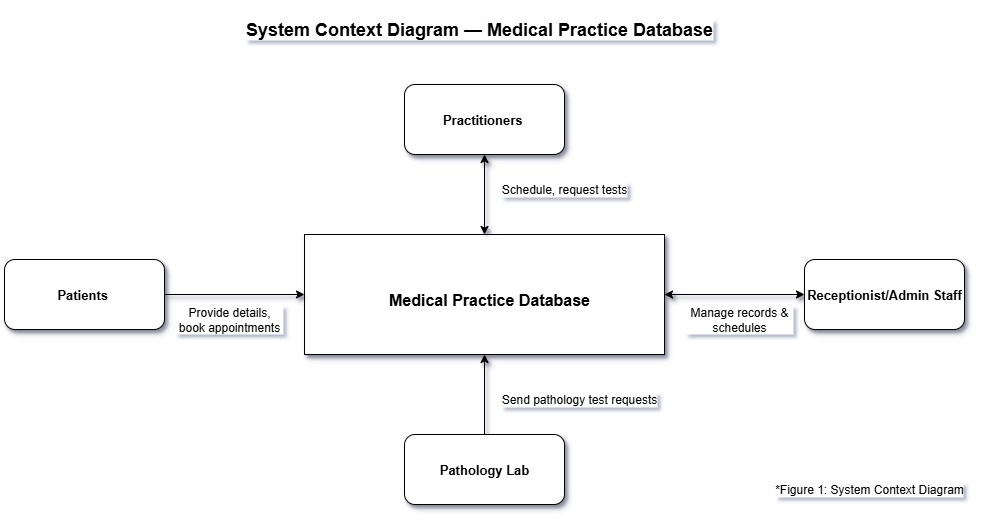 System Context Diagram — Medical Practice Database
Practitioners
Schedule, request tests
Patients
Provide details,
book appointments
Medical Practice Database
Manage records &
schedules
Receptionist/Admin Staff
Send pathology test requests
Pathology Lab
*Figure 1: System Context Diagram